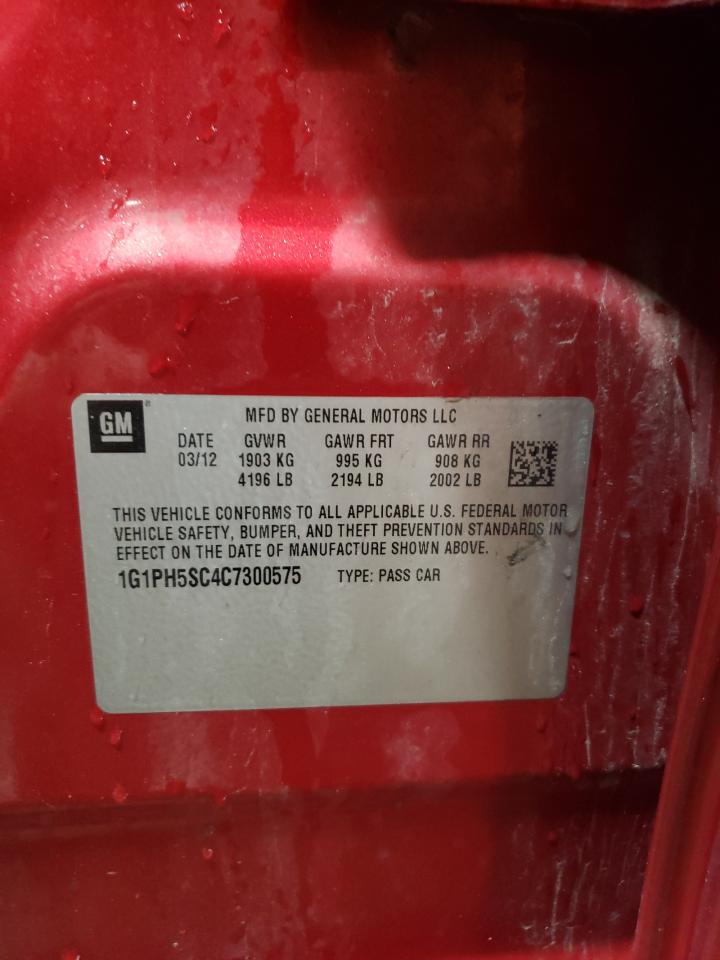 GM
MFD BY GENERAL MOTORS LLC
DATE GVWR GAWR FRT GAWR RR
03/12 1903 KG 995 KG 908 KG
4196 LB 2194 LB 2002 LB
THIS VEHICLE CONFORMS TO ALL APPLICABLE U.S. FEDERAL MOTOR
VEHICLE SAFETY, BUMPER, AND THEFT PREVENTION STANDARDS IN
EFFECT ON THE DATE OF MANUFACTURE SHOWN ABOVE.
1G1PH5SC4C7300575 TYPE: PASS CAR